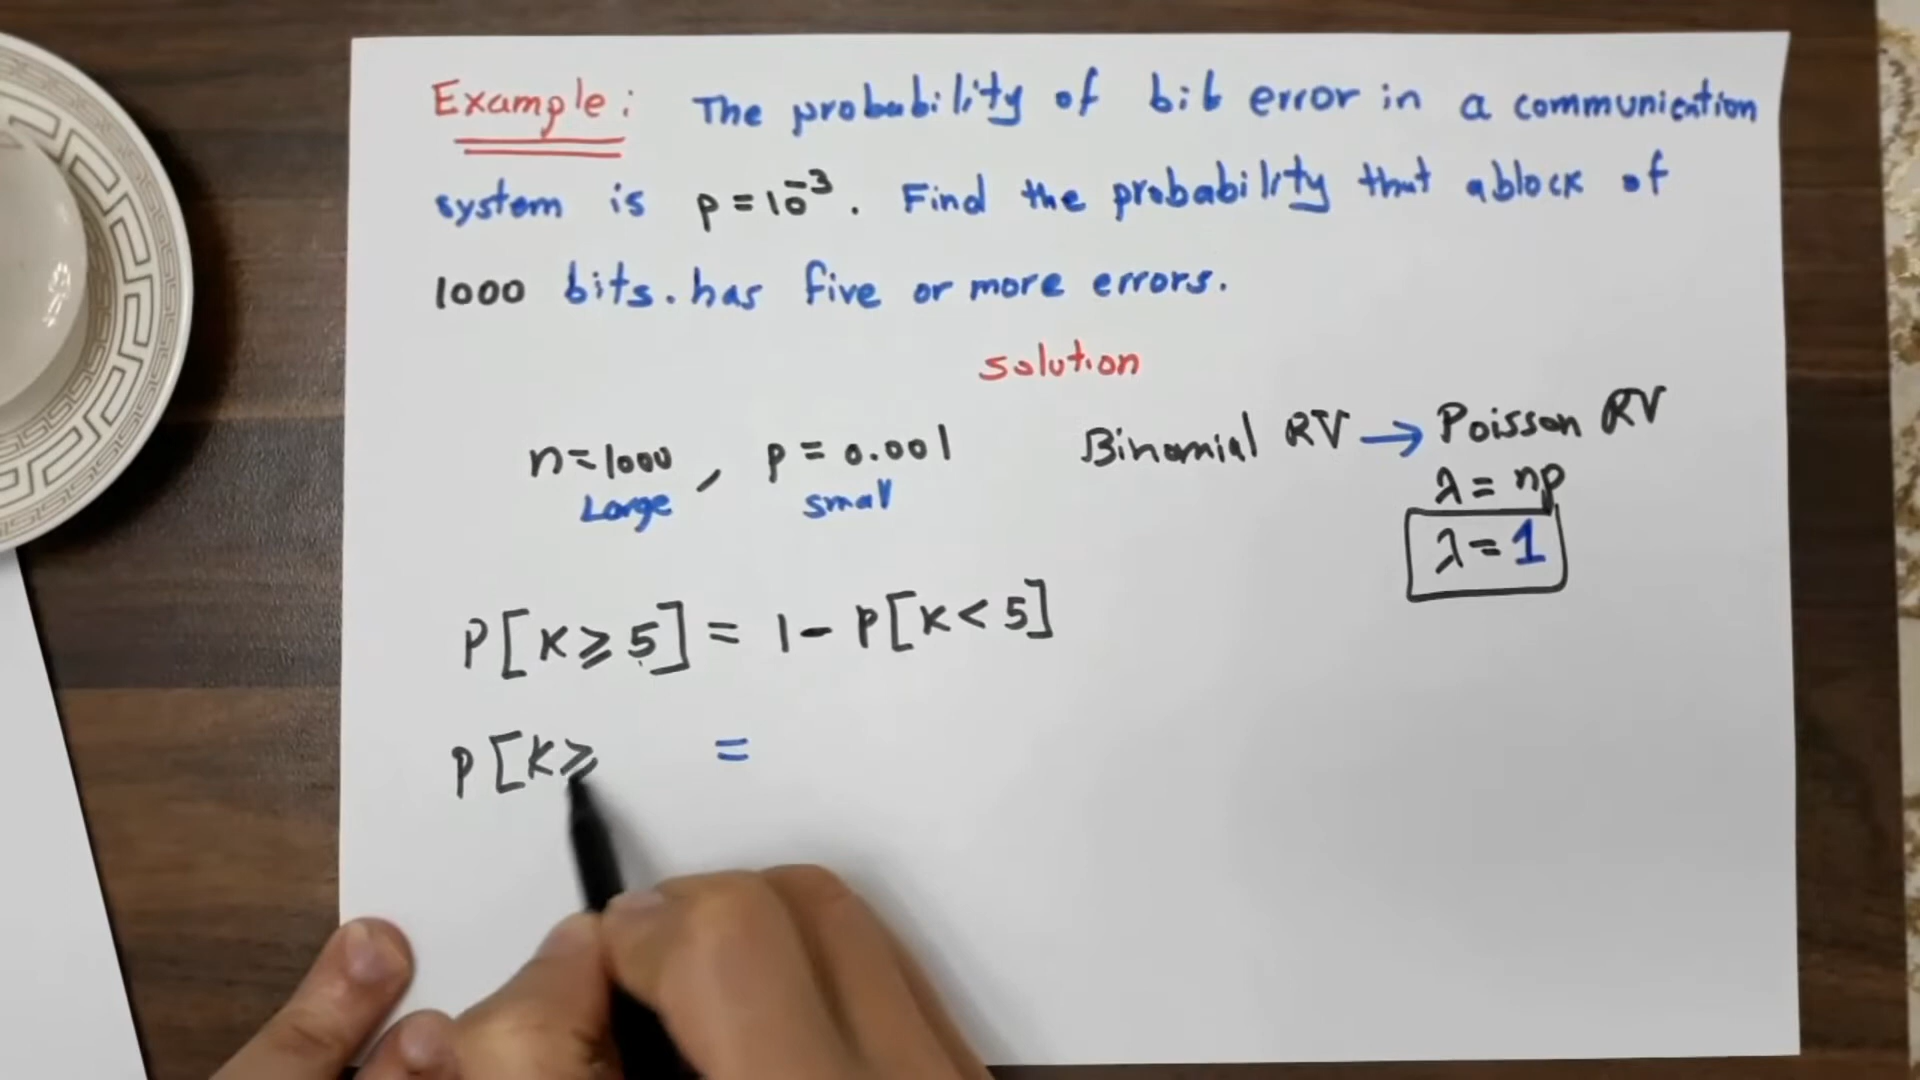 Example: The probability of bit error in a communication
system is p = 10⁻³. Find the probability that a block of
1000 bits. has five or more errors.
solution
n=1000 , p = 0.001 Binomial RV → Poisson RV
Large small λ = np
λ = 1
P[K ≥ 5] = 1 - P[K < 5]
P[K ≥ =